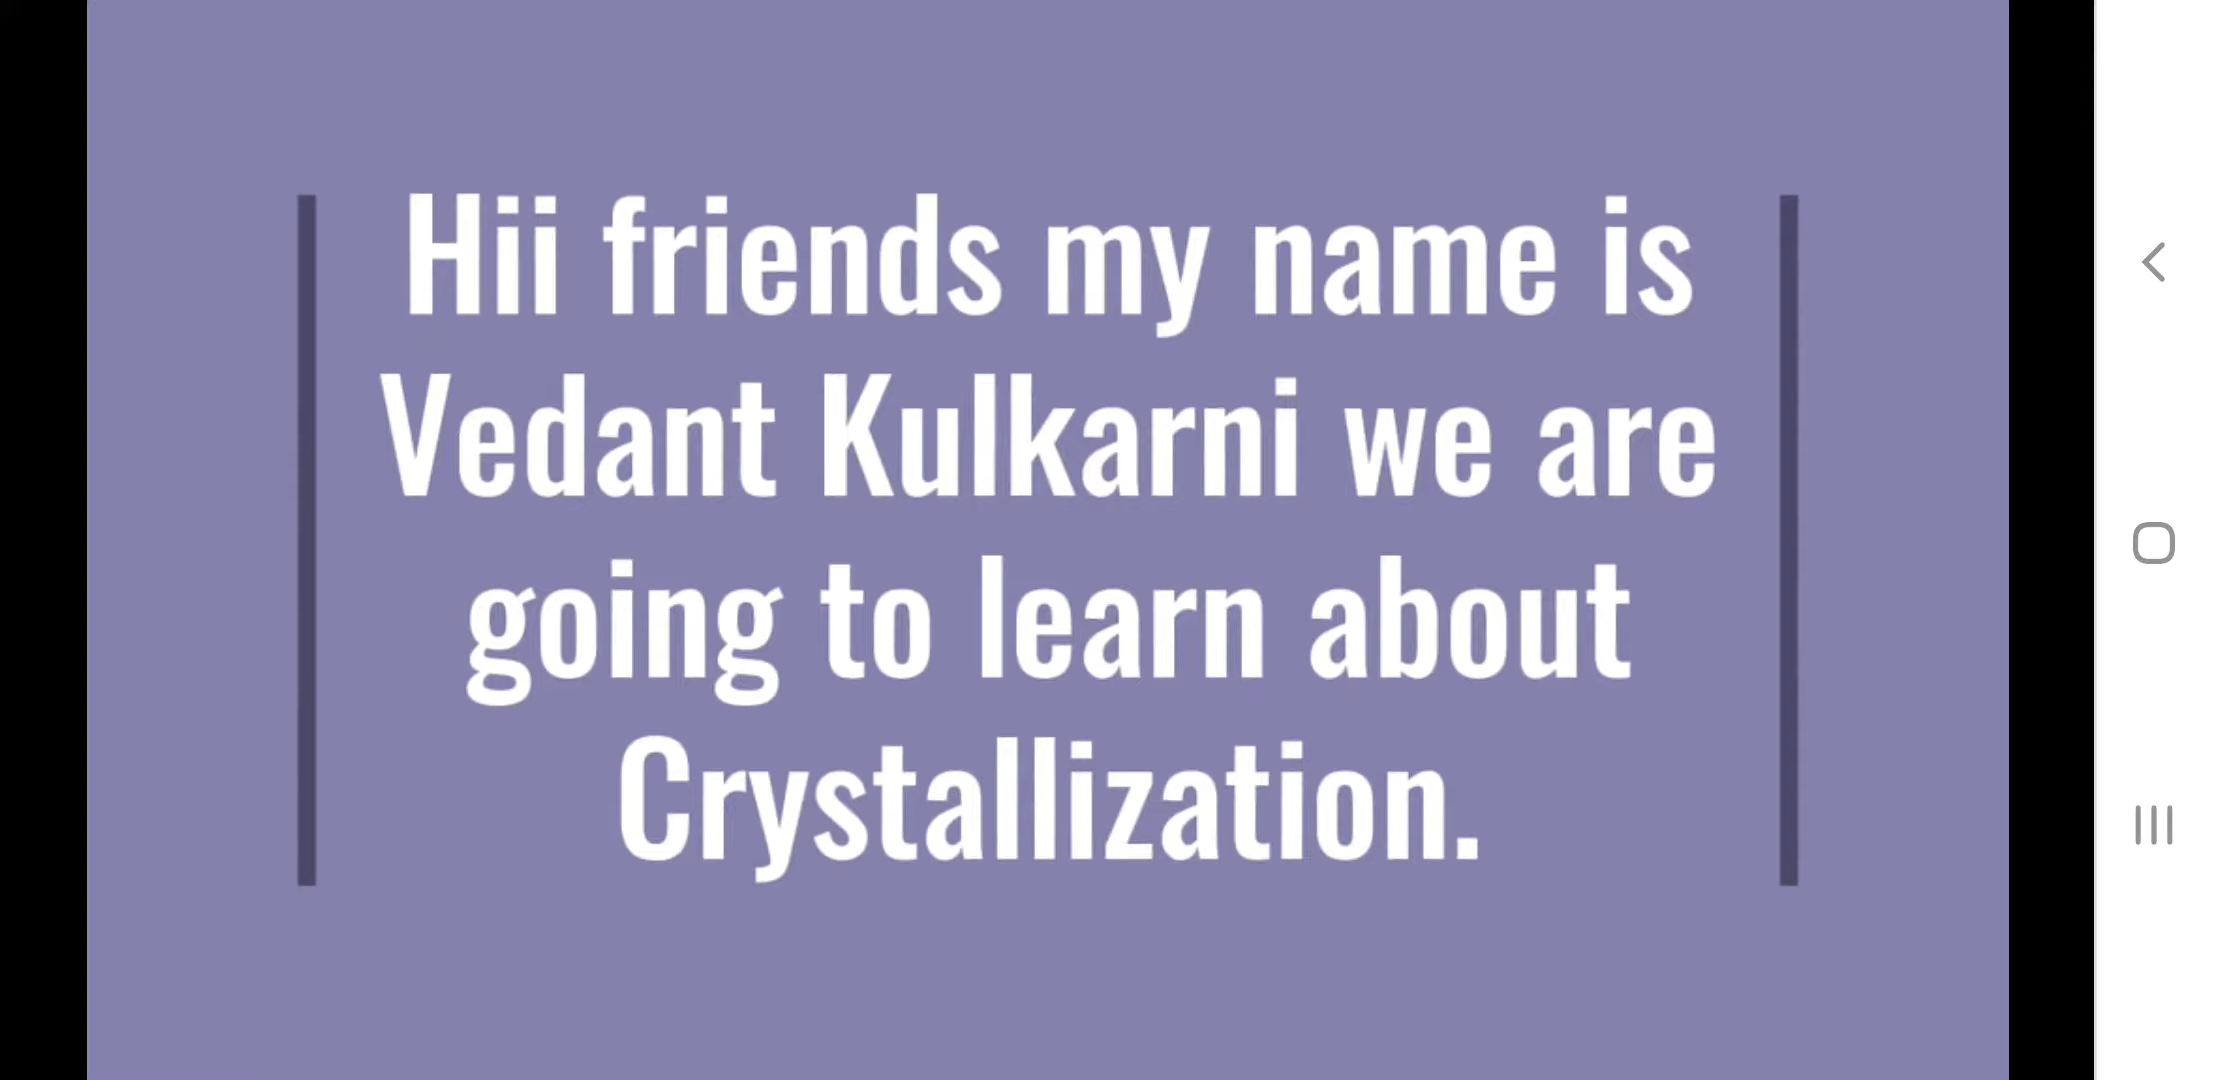 Hii friends my name is
Vedant Kulkarni we are
going to learn about
Crystallization.